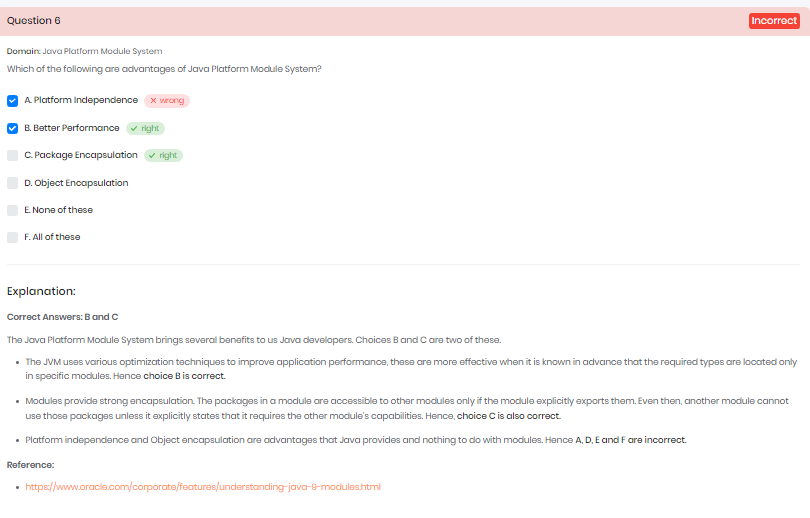 Question 6
Incorrect
Domain: Java Platform Module System
Which of the following are advantages of Java Platform Module System?
A. Platform Independence
wrong
B. Better Performance
right
C. Package Encapsulation
right
D. Object Encapsulation
E. None of these
F. All of these
Explanation:
Correct Answers: B and C
The Java Platform Module System brings several benefits to us Java developers. Choices B and C are two of these.
The JVM uses various optimization techniques to improve application performance, these are more effective when it is known in advance that the required types are located only
in specific modules. Hence choice B is correct.
Modules provide strong encapsulation. The packages in a module are accessible to other modules only if the module explicitly exports them. Even then, another module cannot
use those packages unless it explicitly states that it requires the other module's capabilities. Hence, choice C is also correct.
Platform independence and Object encapsulation are advantages that Java provides and nothing to do with modules. Hence A, D, E and F are incorrect.
Reference:
https://www.oracle.com/corporate/features/understanding-java-9-modules.html